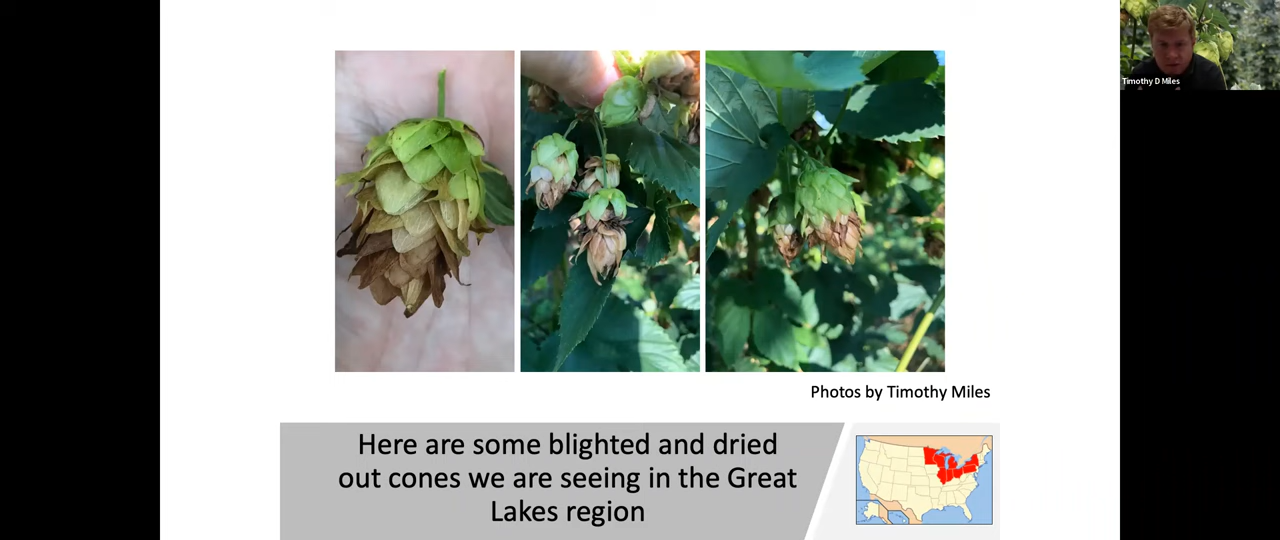 Timothy D Miles
Photos by Timothy Miles
Here are some blighted and dried
out cones we are seeing in the Great
Lakes region